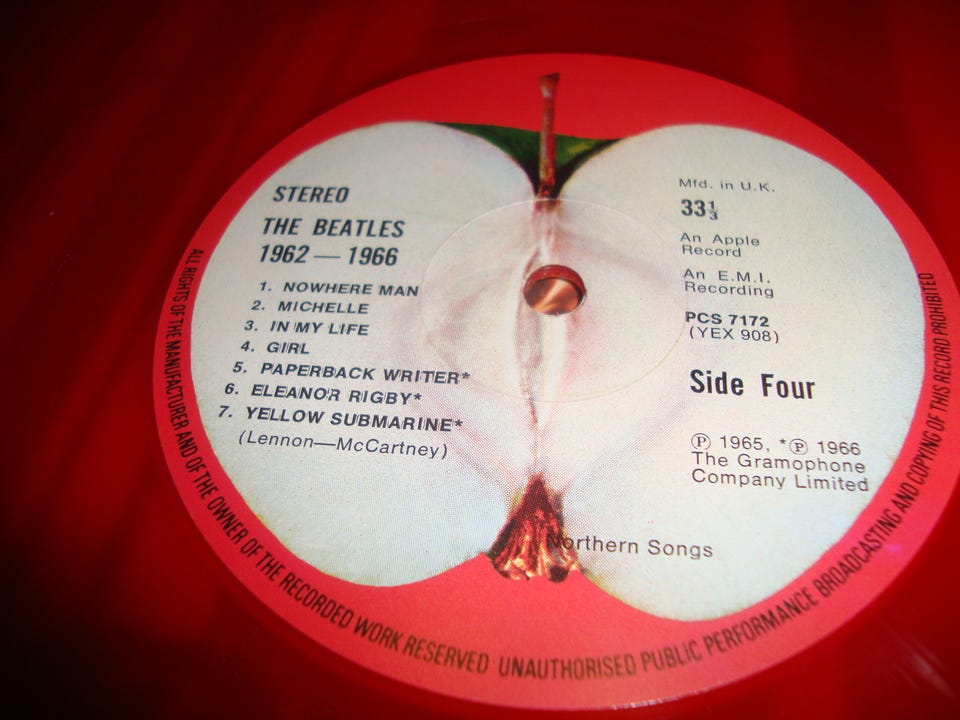 STEREO
THE BEATLES
1962 — 1966
1. NOWHERE MAN
2. MICHELLE
3. IN MY LIFE
4. GIRL
5. PAPERBACK WRITER*
6. ELEANOR RIGBY*
7. YELLOW SUBMARINE*
(Lennon—McCartney)
Mfd. in U.K.
33⅓
An Apple
Record
An E.M.I.
Recording
PCS 7172
(YEX 908)
Side Four
Ⓟ 1965, *Ⓟ 1966
The Gramophone
Company Limited
Northern Songs
ALL RIGHTS OF THE MANUFACTURER AND OF THE OWNER OF THE RECORDED WORK RESERVED UNAUTHORISED PUBLIC PERFORMANCE BROADCASTING AND COPYING OF THIS RECORD PROHIBITED